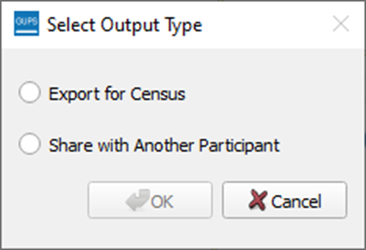 GUPS Select Output Type
Export for Census
Share with Another Participant
OK Cancel